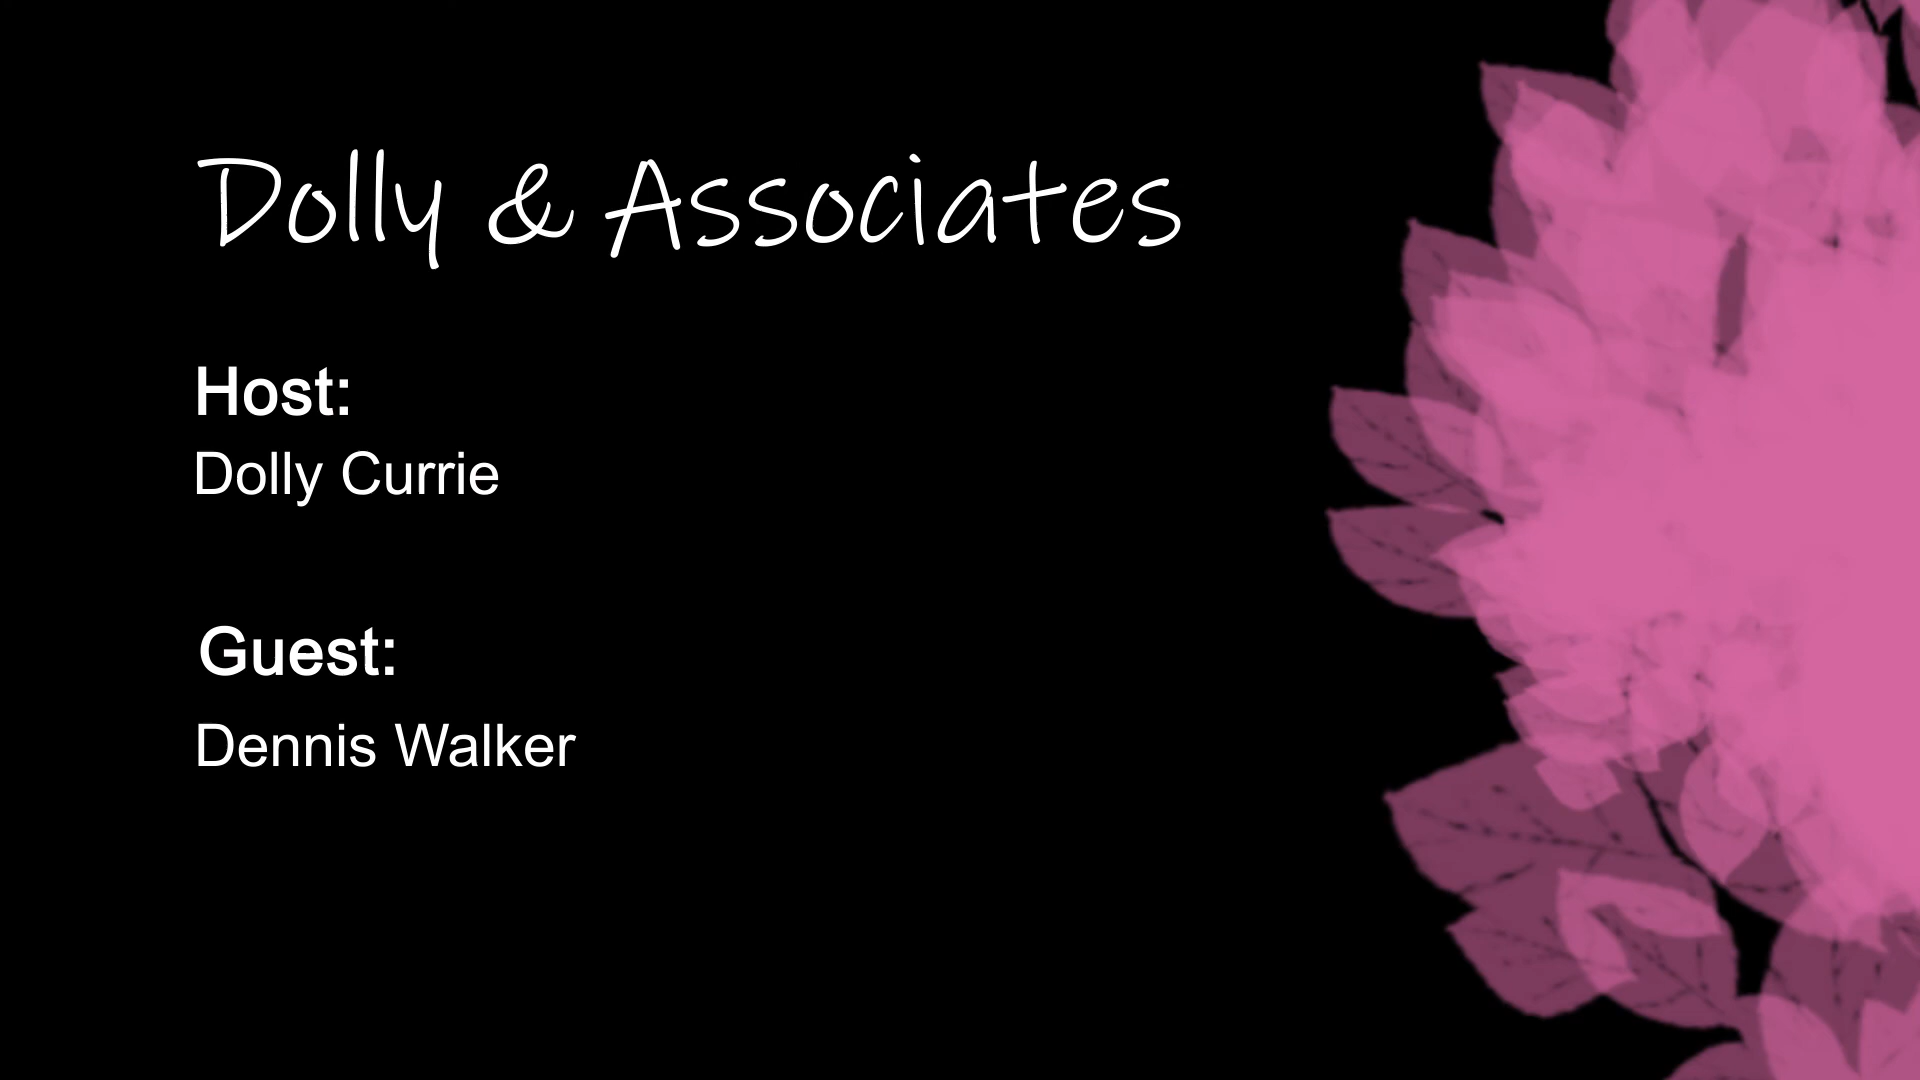 Dolly & Associates
Host:
Dolly Currie
Guest:
Dennis Walker